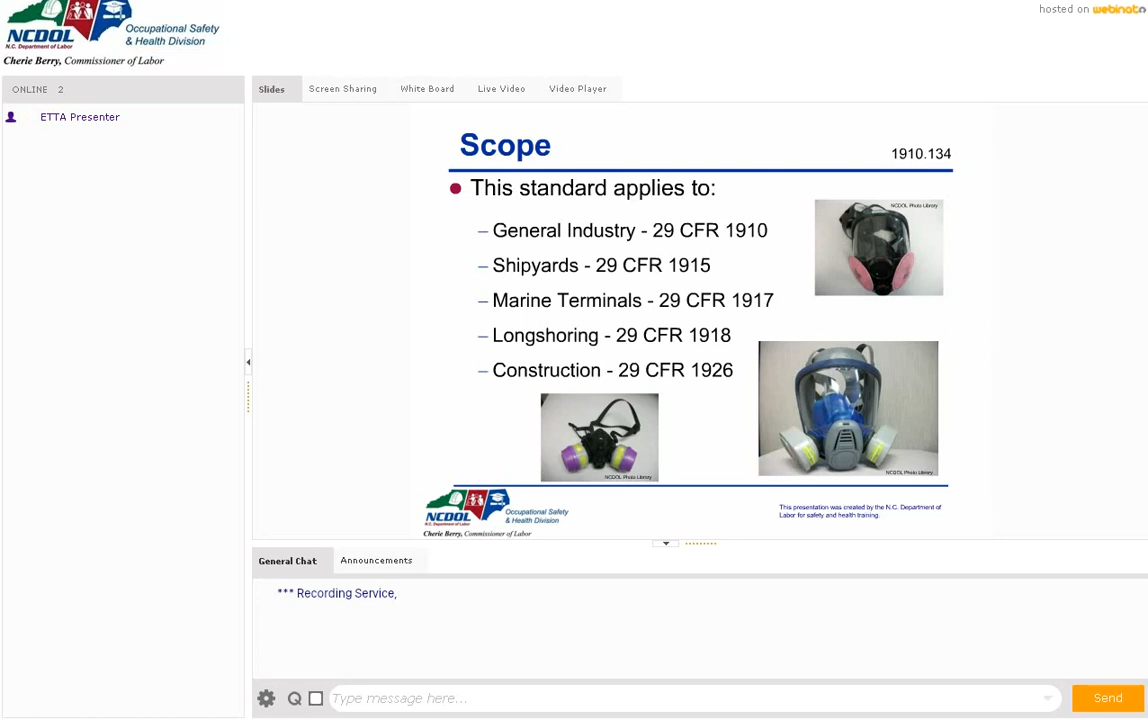 hosted on webinato
NCDOL
N.C. Department of Labor
Occupational Safety
& Health Division
Cherie Berry, Commissioner of Labor
ONLINE 2
ETTA Presenter
Slides
Screen Sharing
White Board
Live Video
Video Player
Scope
1910.134
This standard applies to:
– General Industry - 29 CFR 1910
– Shipyards - 29 CFR 1915
– Marine Terminals - 29 CFR 1917
– Longshoring - 29 CFR 1918
– Construction - 29 CFR 1926
NCDOL Photo Library
NCDOL Photo Library
NCDOL Photo Library
NCDOL
N.C. Department of Labor
Occupational Safety
& Health Division
Cherie Berry, Commissioner of Labor
This presentation was created by the N.C. Department of
Labor for safety and health training.
General Chat
Announcements
*** Recording Service,
Type message here...
Send